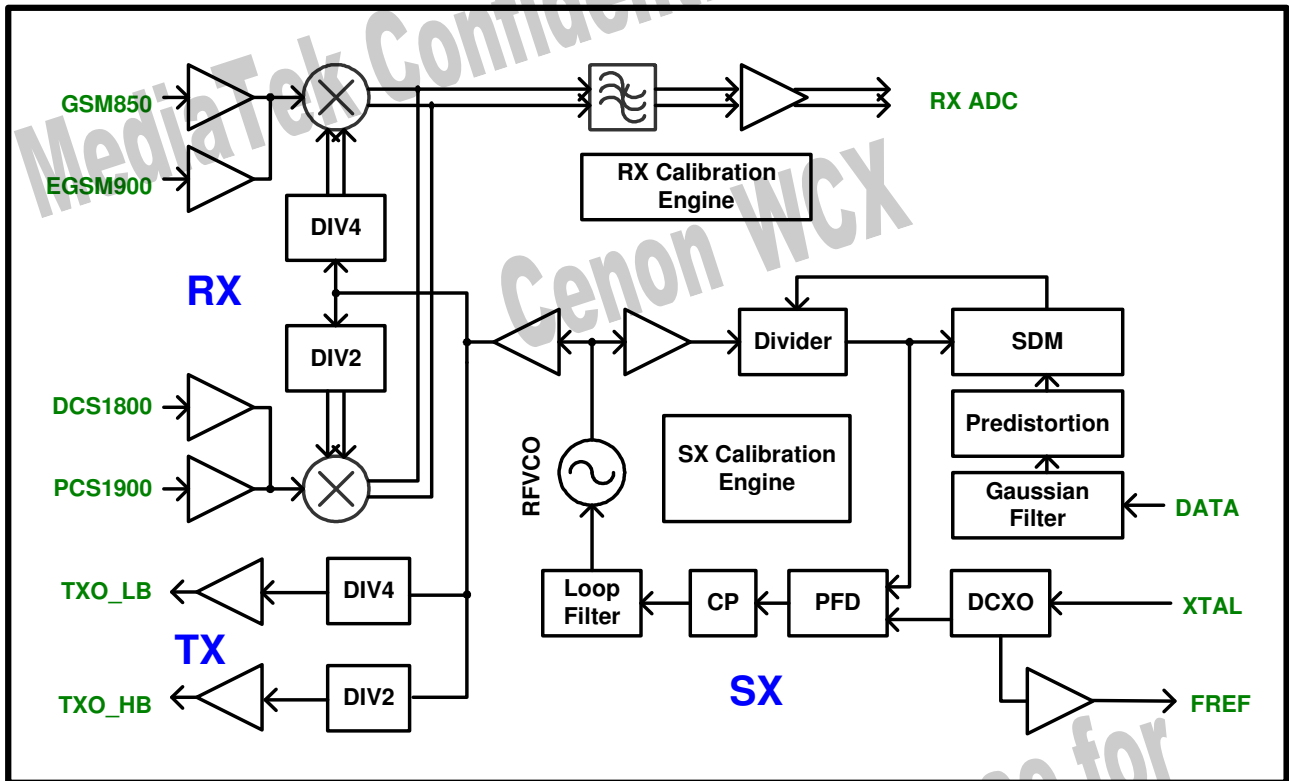 MediaTek Confident
GSM850
EGSM900
RX ADC
RX Calibration
Engine
DIV4
Cenon WCX
RX
DIV2
Divider
SDM
DCS1800
PCS1900
RFVCO
SX Calibration
Engine
Predistortion
Gaussian
Filter
DATA
TXO_LB
DIV4
Loop
Filter
CP
PFD
DCXO
XTAL
TX
TXO_HB
DIV2
SX
FREF
for